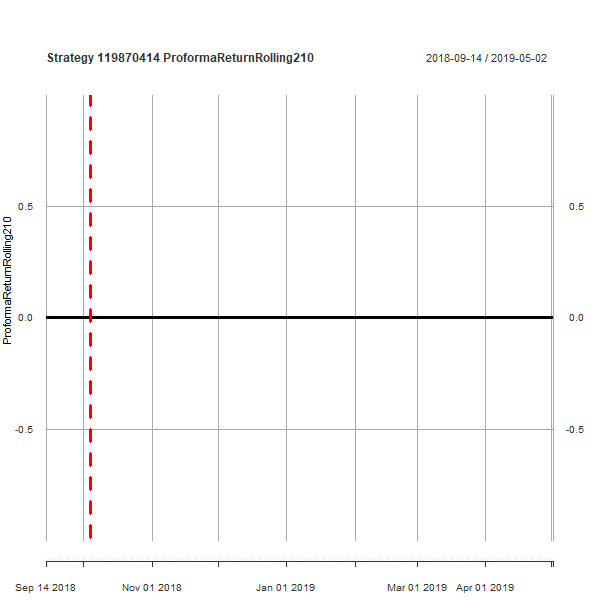 Strategy 119870414 ProformaReturnRolling210
2018-09-14 / 2019-05-02
ProformaReturnRolling210
0.5
0.5
0.0
0.0
-0.5
-0.5
Sep 14 2018
Nov 01 2018
Jan 01 2019
Mar 01 2019
Apr 01 2019